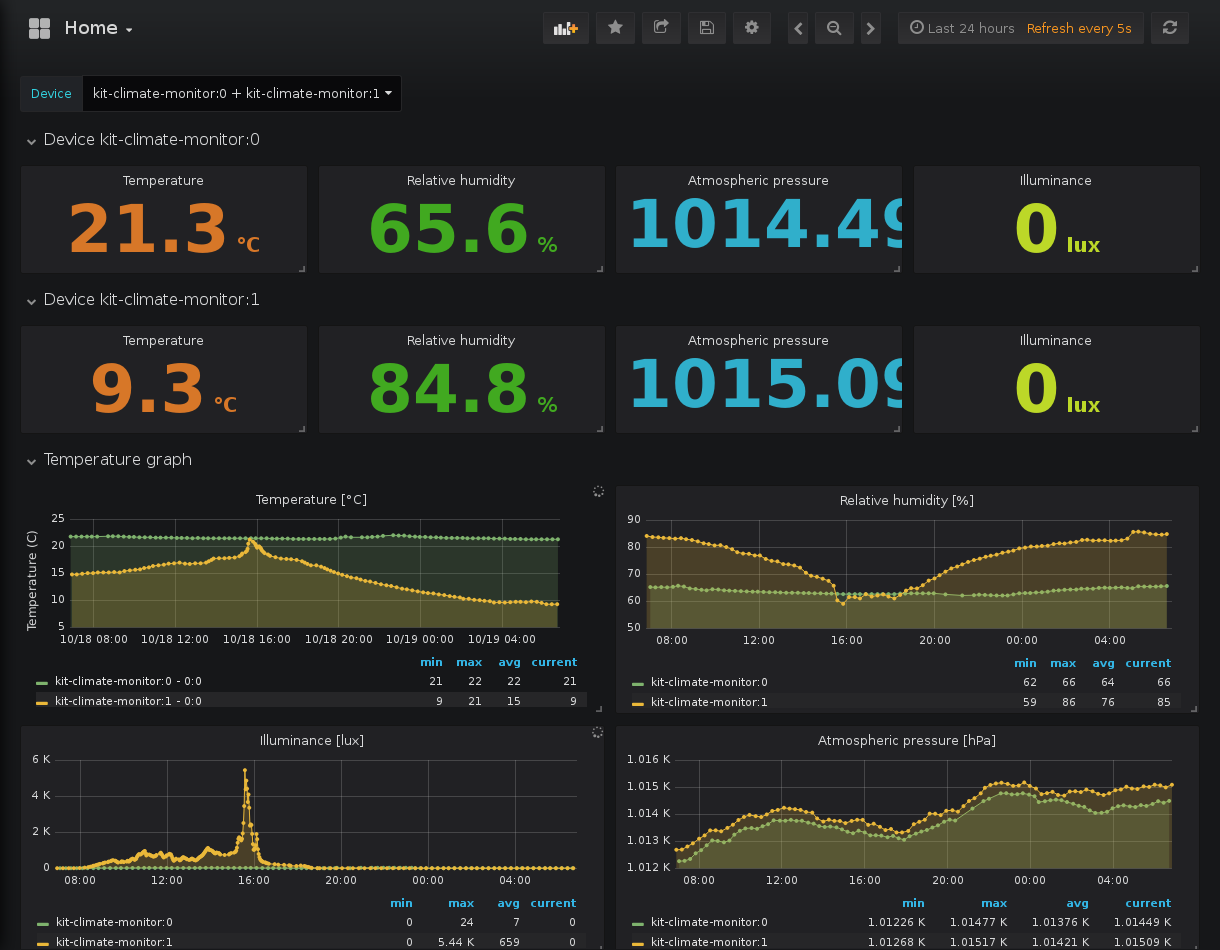 Home
Last 24 hours Refresh every 5s
Device kit-climate-monitor:0 + kit-climate-monitor:1
Device kit-climate-monitor:0
Temperature Relative humidity Atmospheric pressure Illuminance
21.3 °C 65.6 % 1014.49 0 lux
Device kit-climate-monitor:1
Temperature Relative humidity Atmospheric pressure Illuminance
9.3 °C 84.8 % 1015.09 0 lux
Temperature graph
Temperature [°C]
Temperature (C)
25
20
15
10
5
10/18 08:00 10/18 12:00 10/18 16:00 10/18 20:00 10/19 00:00 10/19 04:00
min max avg current
kit-climate-monitor:0 - 0:0 21 22 22 21
kit-climate-monitor:1 - 0:0 9 21 15 9
Relative humidity [%]
90
80
70
60
50
08:00 12:00 16:00 20:00 00:00 04:00
min max avg current
kit-climate-monitor:0 62 66 64 66
kit-climate-monitor:1 59 86 76 85
Illuminance [lux]
6 K
4 K
2 K
0
08:00 12:00 16:00 20:00 00:00 04:00
min max avg current
kit-climate-monitor:0 0 24 7 0
kit-climate-monitor:1 0 5.44 K 659 0
Atmospheric pressure [hPa]
1.016 K
1.015 K
1.014 K
1.013 K
1.012 K
08:00 12:00 16:00 20:00 00:00 04:00
min max avg current
kit-climate-monitor:0 1.01226 K 1.01477 K 1.01376 K 1.01449 K
kit-climate-monitor:1 1.01268 K 1.01517 K 1.01421 K 1.01509 K